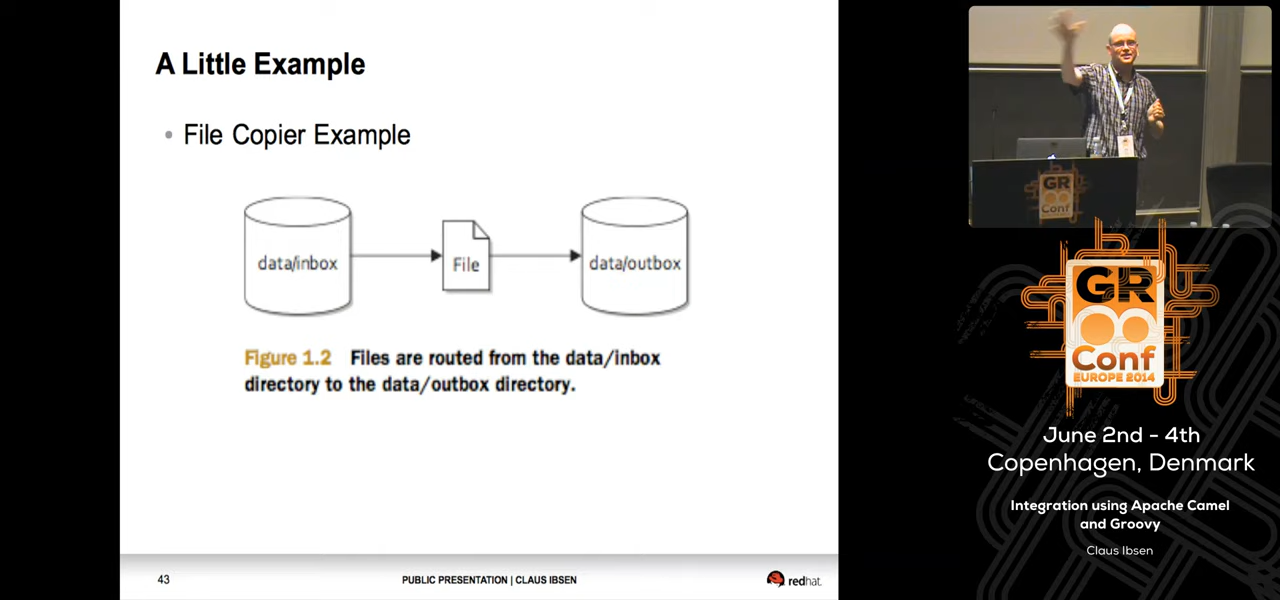 A Little Example
• File Copier Example
data/inbox
File
data/outbox
Figure 1.2 Files are routed from the data/inbox
directory to the data/outbox directory.
43
PUBLIC PRESENTATION | CLAUS IBSEN
redhat.
GR
Conf
GR
Conf
EUROPE 2014
June 2nd - 4th
Copenhagen, Denmark
Integration using Apache Camel
and Groovy
Claus Ibsen